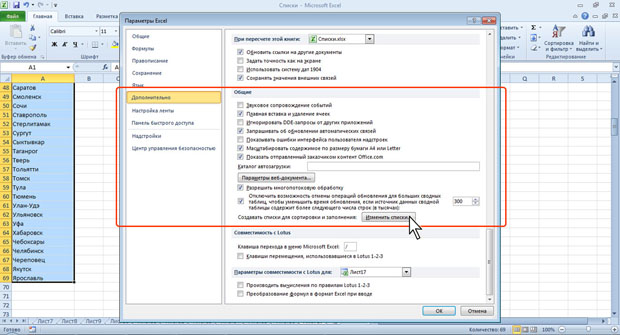 Списки - Microsoft Excel
Файл
Главная
Вставить
Calibri
11
Ж
К
Ч
Буфер обмена
A1
A
B
C
48 Саратов
49 Смоленск
50 Сочи
51 Ставрополь
52 Стерлитамак
53 Сургут
54 Сыктывкар
55 Таганрог
56 Тверь
57 Тольятти
58 Томск
59 Тула
60 Тюмень
61 Улан-Удэ
62 Ульяновск
63 Уфа
64 Хабаровск
65 Чебоксары
66 Челябинск
67 Череповец
68 Якутск
69 Ярославль
70
71
72
Параметры Excel
Общие
Формулы
Правописание
Сохранение
Язык
Дополнительно
Настройка ленты
Панель быстрого доступа
Надстройки
Центр управления безопасностью
При пересчете этой книги:
Списки.xlsx
Обновить ссылки на другие документы
Задать точность как на экране
Использовать систему дат 1904
Сохранять значения внешних связей
Общие
Звуковое сопровождение событий
Плавная вставка и удаление ячеек
Игнорировать DDE-запросы от других приложений
Запрашивать об обновлении автоматических связей
Показывать ошибки интерфейса пользователя надстроек
Масштабировать содержимое по размеру бумаги A4 или Letter
Показать отправленный заказчиком контент Office.com
Каталог автозагрузки:
Параметры веб-документа...
Разрешить многопоточную обработку
Отключить возможность отмены операций обновления для больших сводных
таблиц, чтобы уменьшить время обновления, если источник данных сводной
таблицы содержит более следующего числа строк (в тысячах):
300
Создавать списки для сортировки и заполнения:
Изменить списки...
Совместимость с Lotus
Клавиша перехода в меню Microsoft Excel:
/
Клавиши перемещения, использовавшиеся в Lotus 1-2-3
Параметры совместимости с Lotus для:
Лист17
Производить вычисления по правилам Lotus 1-2-3
Преобразование формул в формат Excel при вводе
ОК
Отмена
Сортировка
и фильтр
Найти и
выделить
Редактирование
Лист7
Лист8
Готово
Количество: 69
100%